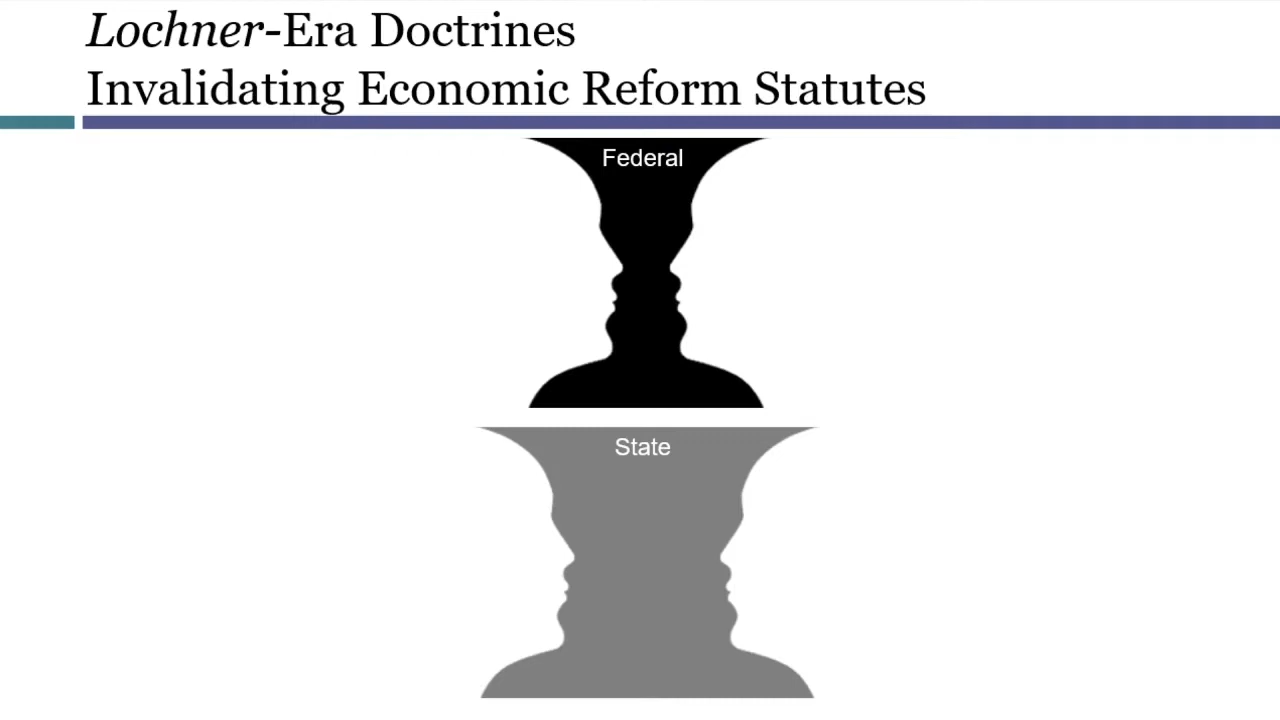 Lochner-Era Doctrines
Invalidating Economic Reform Statutes
Federal
State